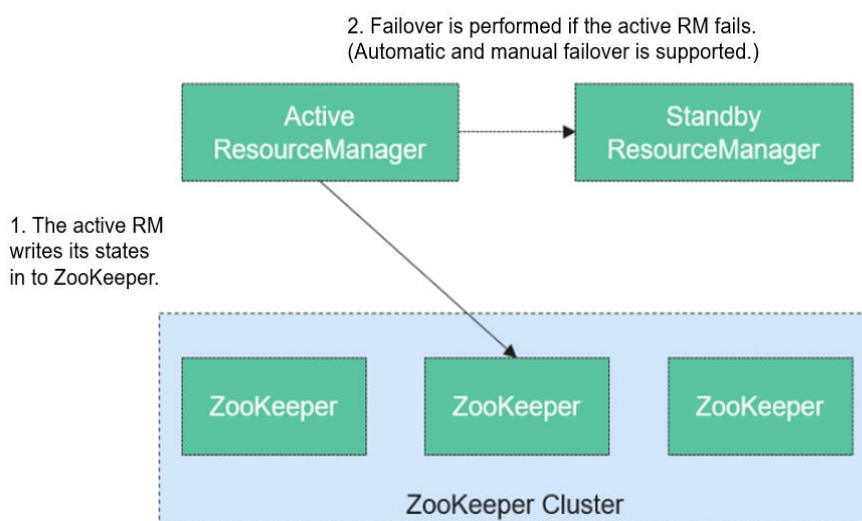 2. Failover is performed if the active RM fails.
(Automatic and manual failover is supported.)
Active
ResourceManager
Standby
ResourceManager
1. The active RM
writes its states
in to ZooKeeper.
ZooKeeper
ZooKeeper
ZooKeeper
ZooKeeper Cluster